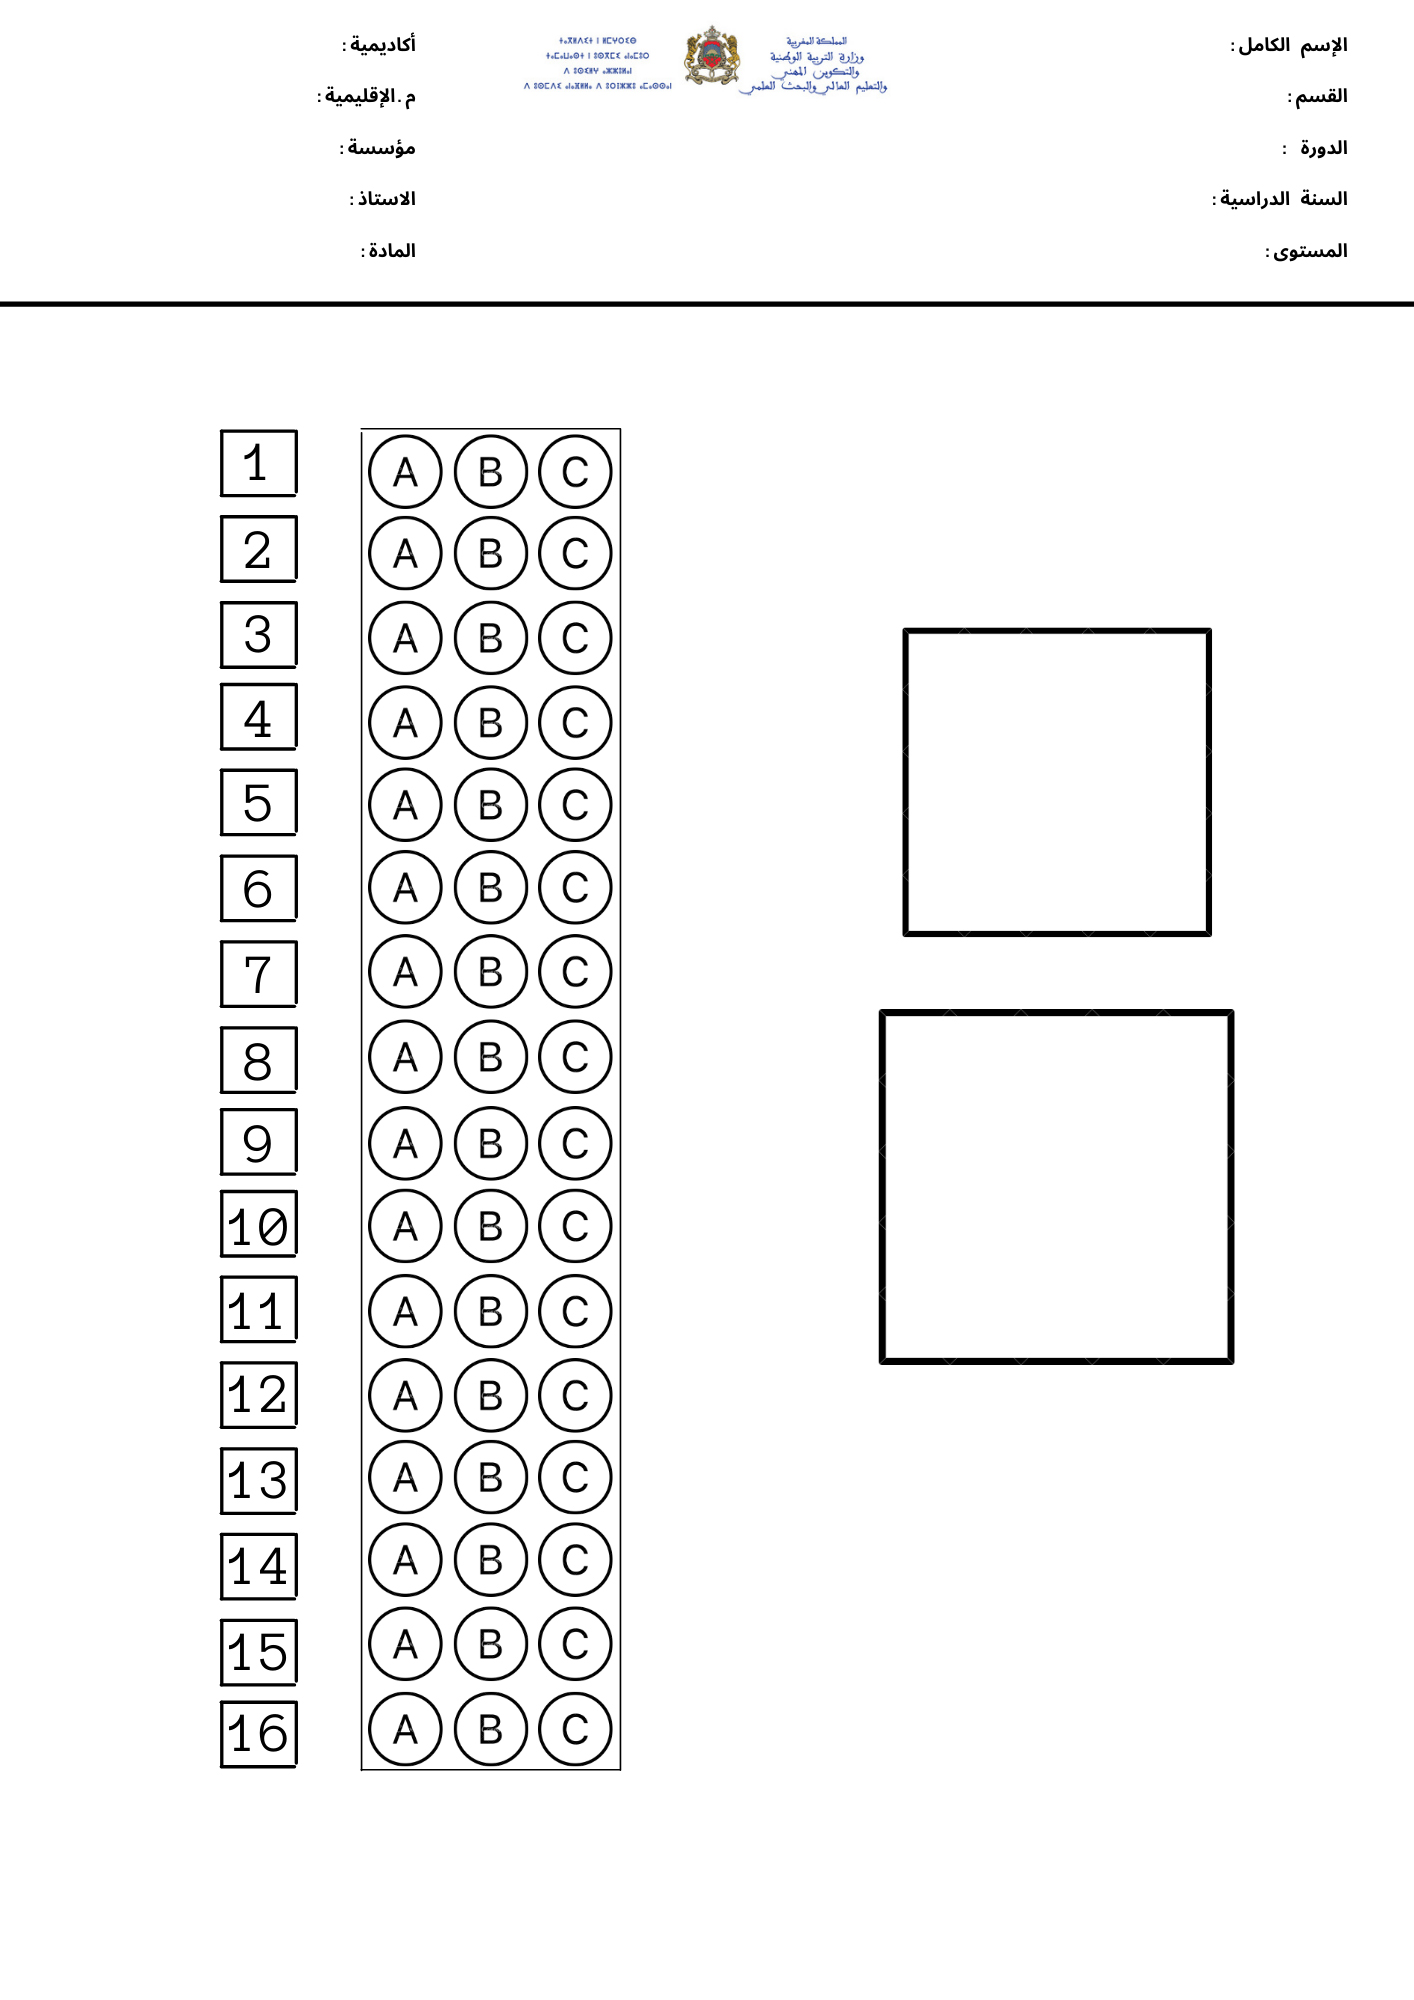 الإسم الكامل :
القسم :
الدورة :
السنة الدراسية :
المستوى :
ⵜⴰⴳⵍⴷⵉⵜ ⵏ ⵍⵎⵖⵔⵉⴱ
المملكة المغربية
وزارة التربية الوطنية
والتكوين المهني
والتعليم العالي والبحث العلمي
أكاديمية :
م.الإقليمية :
مؤسسة :
الاستاذ :
المادة :
1 A B C
2 A B C
3 A B C
4 A B C
5 A B C
6 A B C
7 A B C
8 A B C
9 A B C
10 A B C
11 A B C
12 A B C
13 A B C
14 A B C
15 A B C
16 A B C